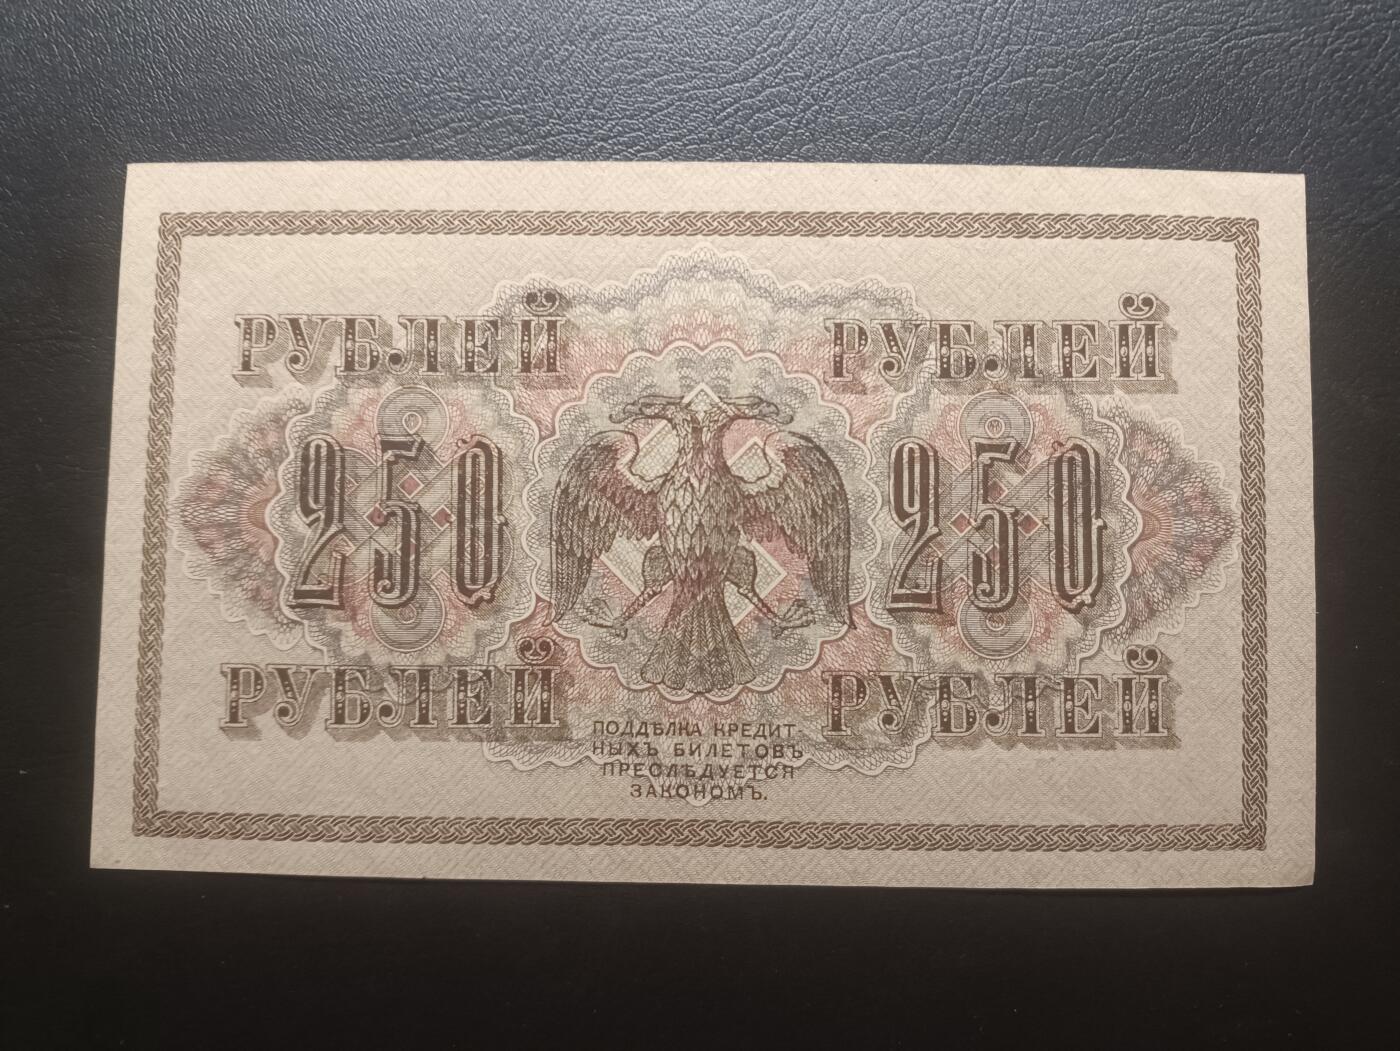 РУБЛЕЙ РУБЛЕЙ
250 250
РУБЛЕЙ РУБЛЕЙ
ПОДДѢЛКА КРЕДИТ-
НЫХЪ БИЛЕТОВЪ
ПРЕСЛѢДУЕТСЯ
ЗАКОНОМЪ.